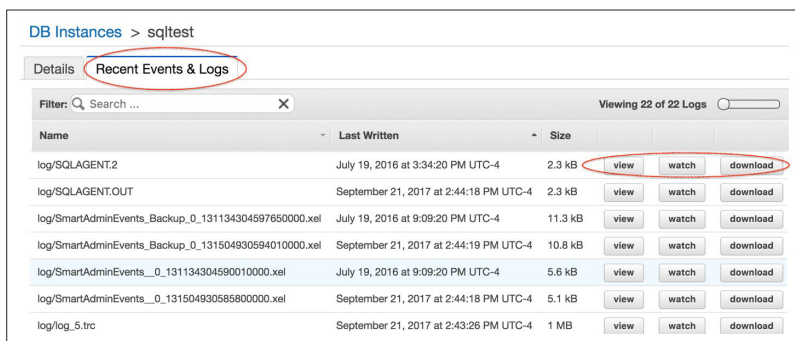 DB Instances > sqltest
Details Recent Events & Logs
Filter: Search ... X Viewing 22 of 22 Logs
Name Last Written Size
log/SQLAGENT.2 July 19, 2016 at 3:34:20 PM UTC-4 2.3 kB view watch download
log/SQLAGENT.OUT September 21, 2017 at 2:44:18 PM UTC-4 2.3 kB view watch download
log/SmartAdminEvents_Backup_0_131134304597650000.xel July 19, 2016 at 9:09:20 PM UTC-4 11.3 kB view watch download
log/SmartAdminEvents_Backup_0_131504930594010000.xel September 21, 2017 at 2:44:19 PM UTC-4 10.8 kB view watch download
log/SmartAdminEvents__0_131134304590010000.xel July 19, 2016 at 9:09:20 PM UTC-4 5.6 kB view watch download
log/SmartAdminEvents__0_131504930585800000.xel September 21, 2017 at 2:44:18 PM UTC-4 5.1 kB view watch download
log/log_5.trc September 21, 2017 at 2:43:26 PM UTC-4 1 MB view watch download